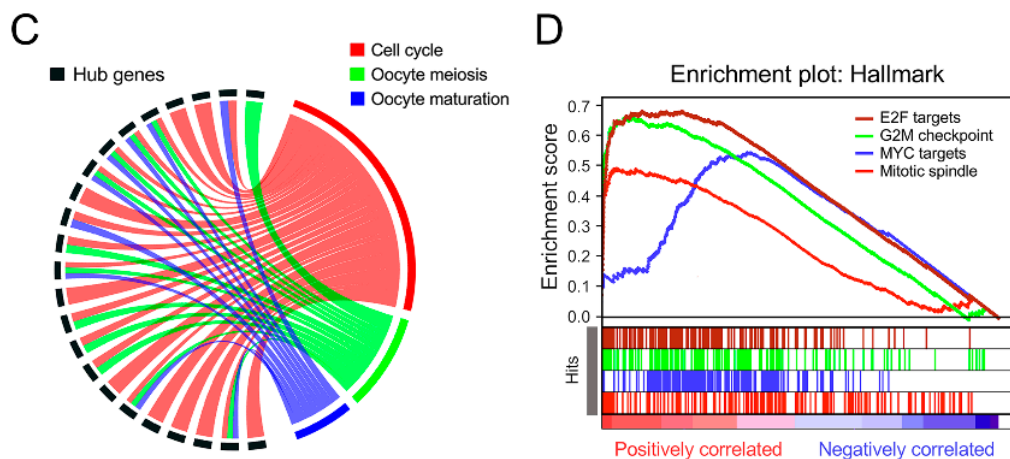 C
Hub genes
Cell cycle
Oocyte meiosis
Oocyte maturation
D
Enrichment plot: Hallmark
Enrichment score
0.7
0.6
0.5
0.4
0.3
0.2
0.1
0.0
E2F targets
G2M checkpoint
MYC targets
Mitotic spindle
Hits
Positively correlated
Negatively correlated